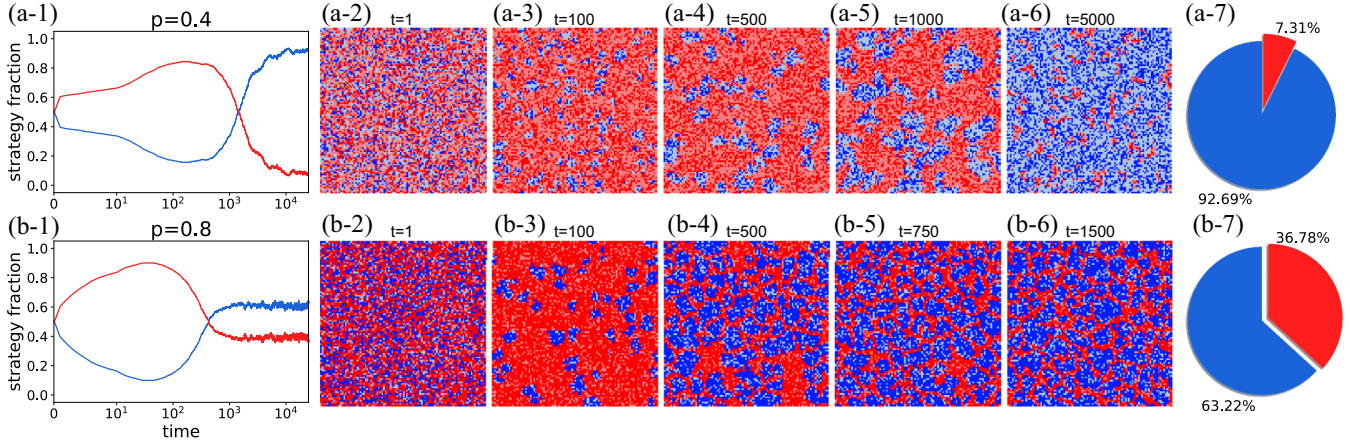 (a-1)
p=0.4
(a-2)
t=1
(a-3)
t=100
(a-4)
t=500
(a-5)
t=1000
(a-6)
t=5000
(a-7)
strategy fraction
1.0
0.8
0.6
0.4
0.2
0.0
0
10¹
10²
10³
10⁴
7.31%
92.69%
(b-1)
p=0.8
(b-2)
t=1
(b-3)
t=100
(b-4)
t=500
(b-5)
t=750
(b-6)
t=1500
(b-7)
strategy fraction
1.0
0.8
0.6
0.4
0.2
0.0
0
10¹
10²
10³
10⁴
time
36.78%
63.22%